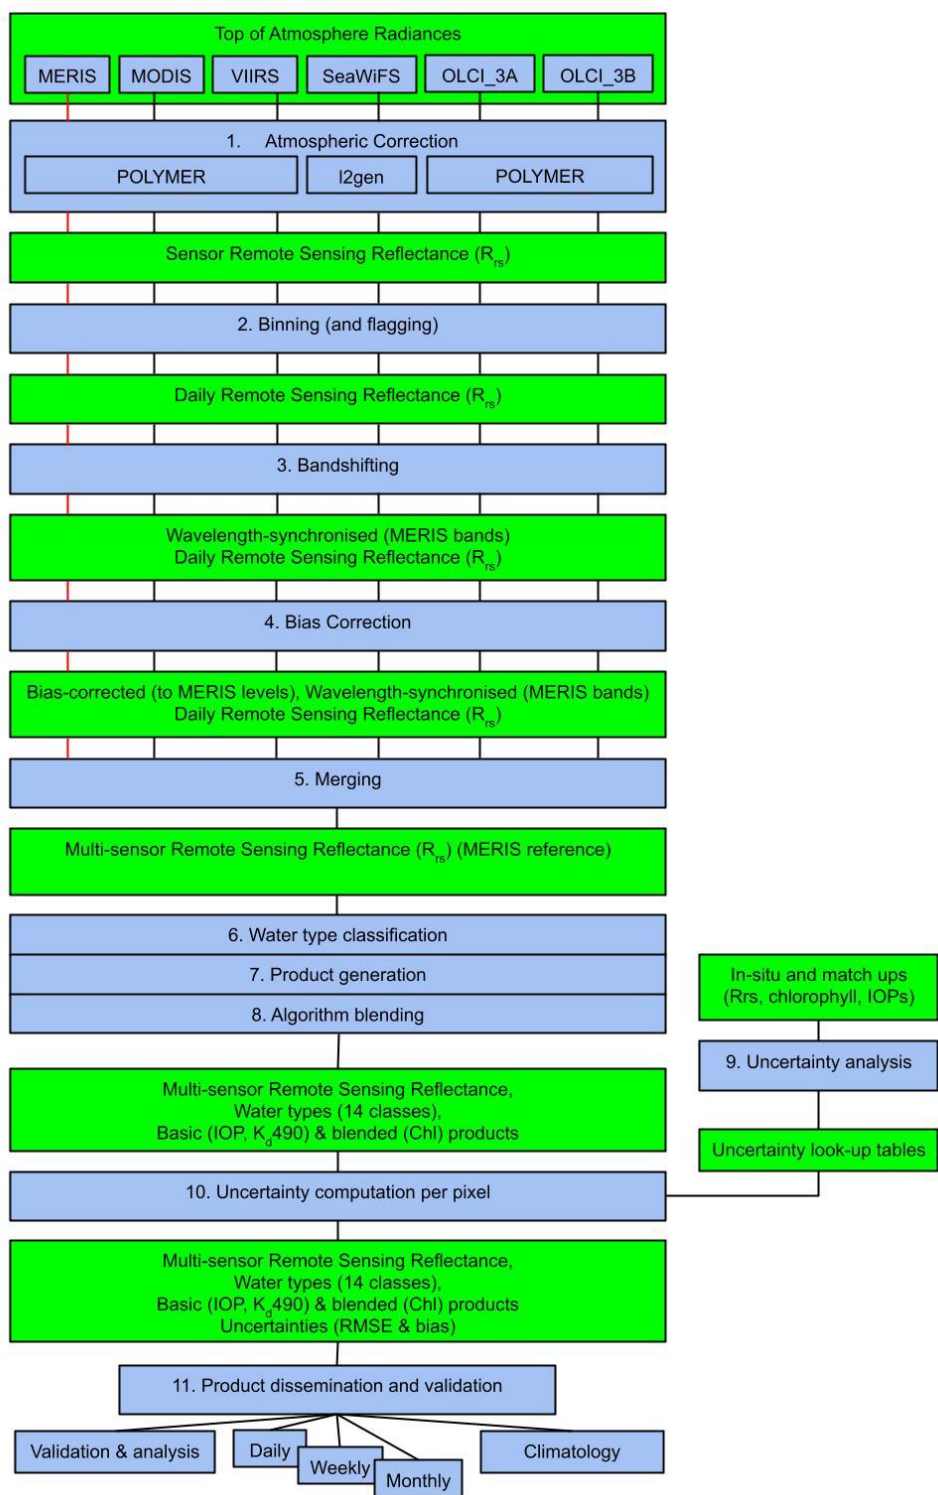 Top of Atmosphere Radiances
MERIS
MODIS
VIIRS
SeaWiFS
OLCI_3A
OLCI_3B
1. Atmospheric Correction
POLYMER
l2gen
POLYMER
Sensor Remote Sensing Reflectance (Rrs)
2. Binning (and flagging)
Daily Remote Sensing Reflectance (Rrs)
3. Bandshifting
Wavelength-synchronised (MERIS bands)
Daily Remote Sensing Reflectance (Rrs)
4. Bias Correction
Bias-corrected (to MERIS levels), Wavelength-synchronised (MERIS bands)
Daily Remote Sensing Reflectance (Rrs)
5. Merging
Multi-sensor Remote Sensing Reflectance (Rrs) (MERIS reference)
6. Water type classification
7. Product generation
8. Algorithm blending
In-situ and match ups
(Rrs, chlorophyll, IOPs)
9. Uncertainty analysis
Uncertainty look-up tables
Multi-sensor Remote Sensing Reflectance,
Water types (14 classes),
Basic (IOP, Kd490) & blended (Chl) products
10. Uncertainty computation per pixel
Multi-sensor Remote Sensing Reflectance,
Water types (14 classes),
Basic (IOP, Kd490) & blended (Chl) products
Uncertainties (RMSE & bias)
11. Product dissemination and validation
Validation & analysis
Daily
Weekly
Monthly
Climatology